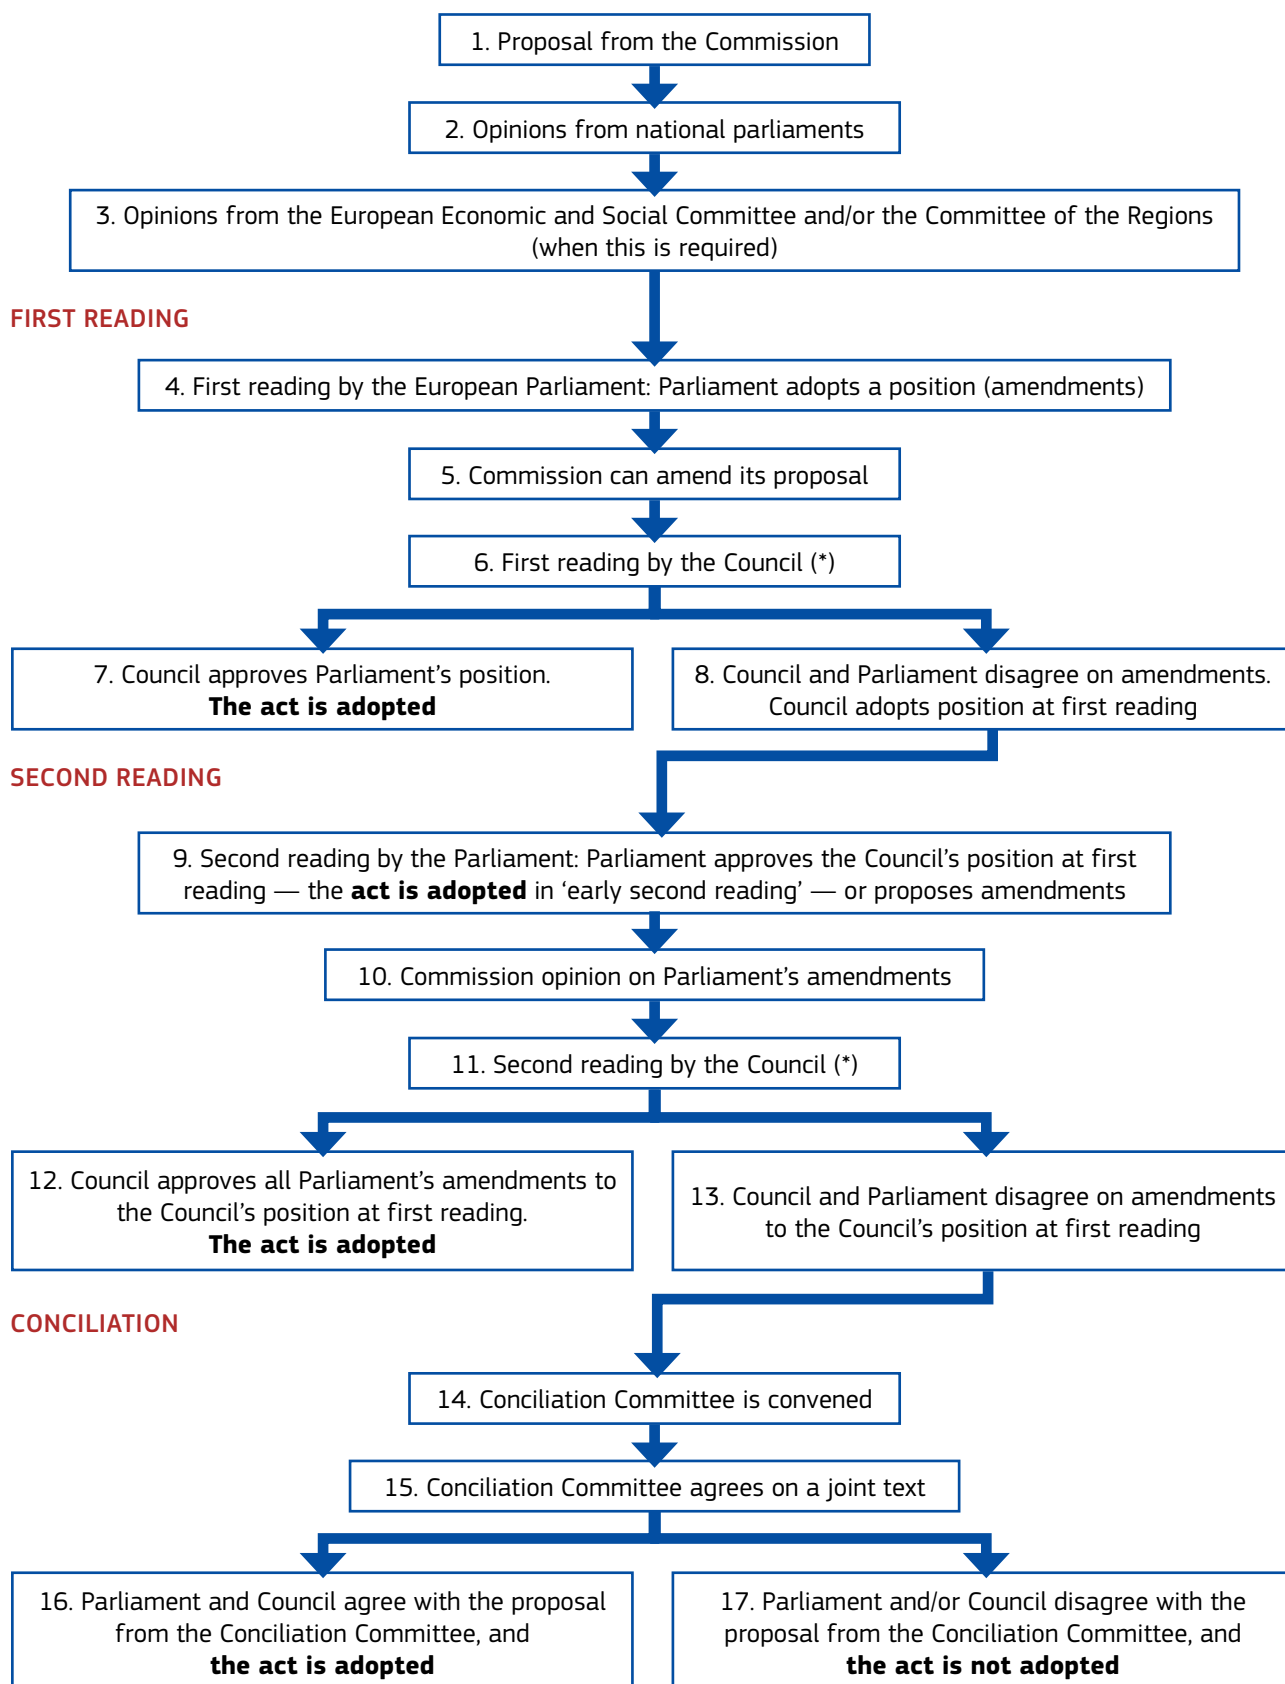 1. Proposal from the Commission
2. Opinions from national parliaments
3. Opinions from the European Economic and Social Committee and/or the Committee of the Regions
(when this is required)
FIRST READING
4. First reading by the European Parliament: Parliament adopts a position (amendments)
5. Commission can amend its proposal
6. First reading by the Council (*)
7. Council approves Parliament’s position.
The act is adopted
8. Council and Parliament disagree on amendments.
Council adopts position at first reading
SECOND READING
9. Second reading by the Parliament: Parliament approves the Council’s position at first
reading — the act is adopted in ‘early second reading’ — or proposes amendments
10. Commission opinion on Parliament’s amendments
11. Second reading by the Council (*)
12. Council approves all Parliament’s amendments to
the Council’s position at first reading.
The act is adopted
13. Council and Parliament disagree on amendments
to the Council’s position at first reading
CONCILIATION
14. Conciliation Committee is convened
15. Conciliation Committee agrees on a joint text
16. Parliament and Council agree with the proposal
from the Conciliation Committee, and
the act is adopted
17. Parliament and/or Council disagree with the
proposal from the Conciliation Committee, and
the act is not adopted